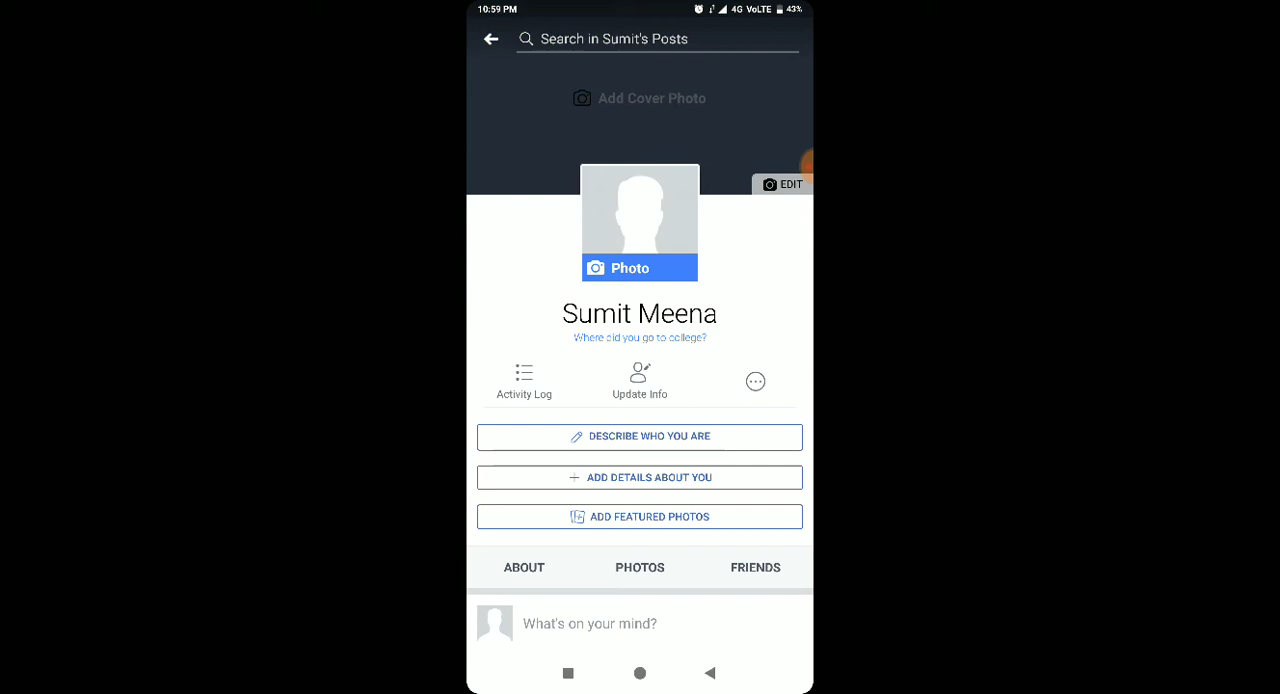 10:59 PM 4G VoLTE 43%
Search in Sumit's Posts
Add Cover Photo
EDIT
Photo
Sumit Meena
Where did you go to college?
Activity Log Update Info
DESCRIBE WHO YOU ARE
ADD DETAILS ABOUT YOU
ADD FEATURED PHOTOS
ABOUT PHOTOS FRIENDS
What's on your mind?